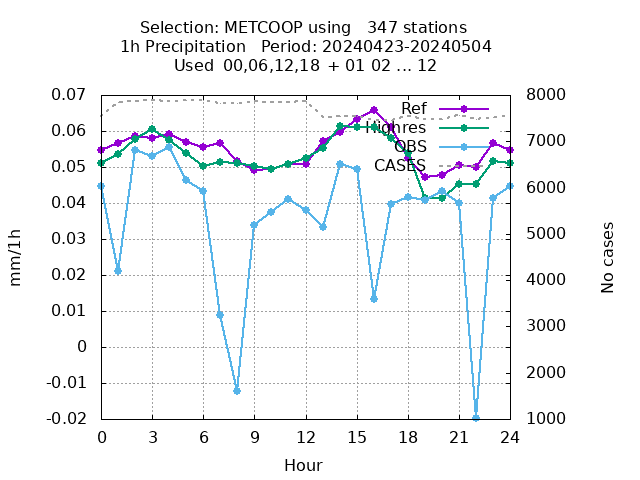 Selection: METCOOP using   347 stations
1h Precipitation   Period: 20240423-20240504
Used 00,06,12,18 + 01 02 ... 12
0.07
0.06
0.05
0.04
0.03
0.02
0.01
0
-0.01
-0.02
mm/1h
8000
7000
6000
5000
4000
3000
2000
1000
No cases
Ref
Highres
OBS
CASES
0 3 6 9 12 15 18 21 24
Hour